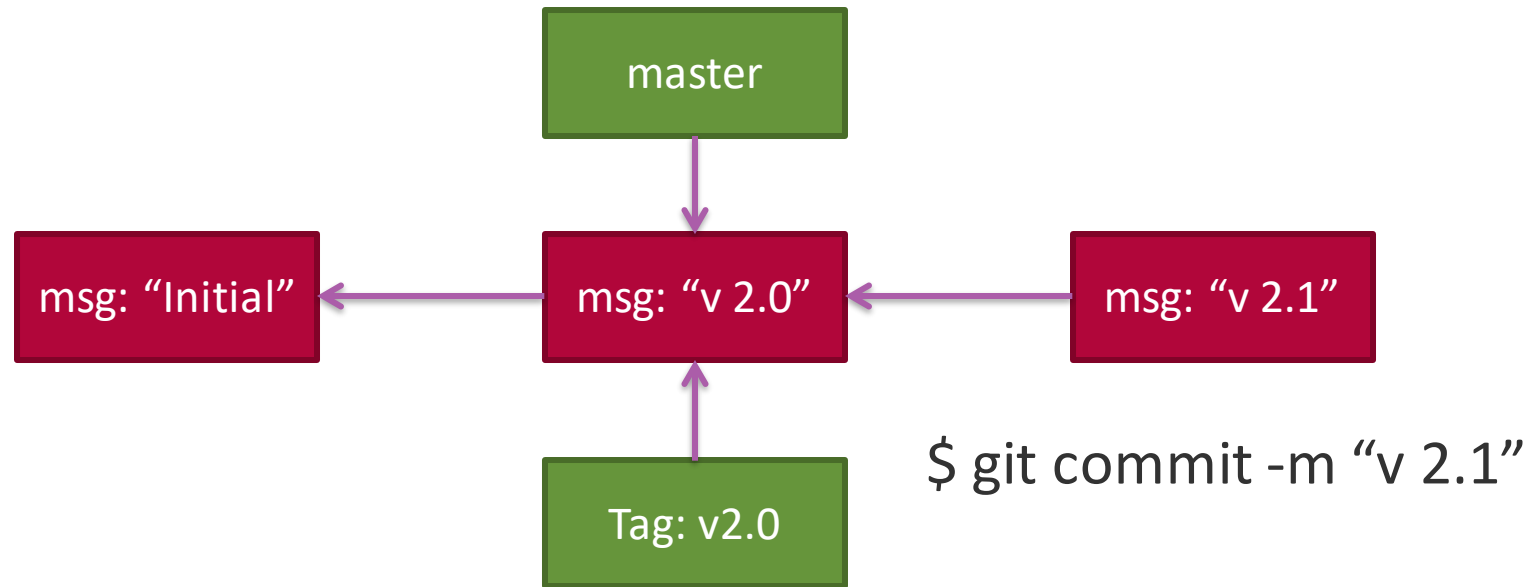 master
msg: “Initial”
msg: “v 2.0”
msg: “v 2.1”
$ git commit -m “v 2.1”
Tag: v2.0